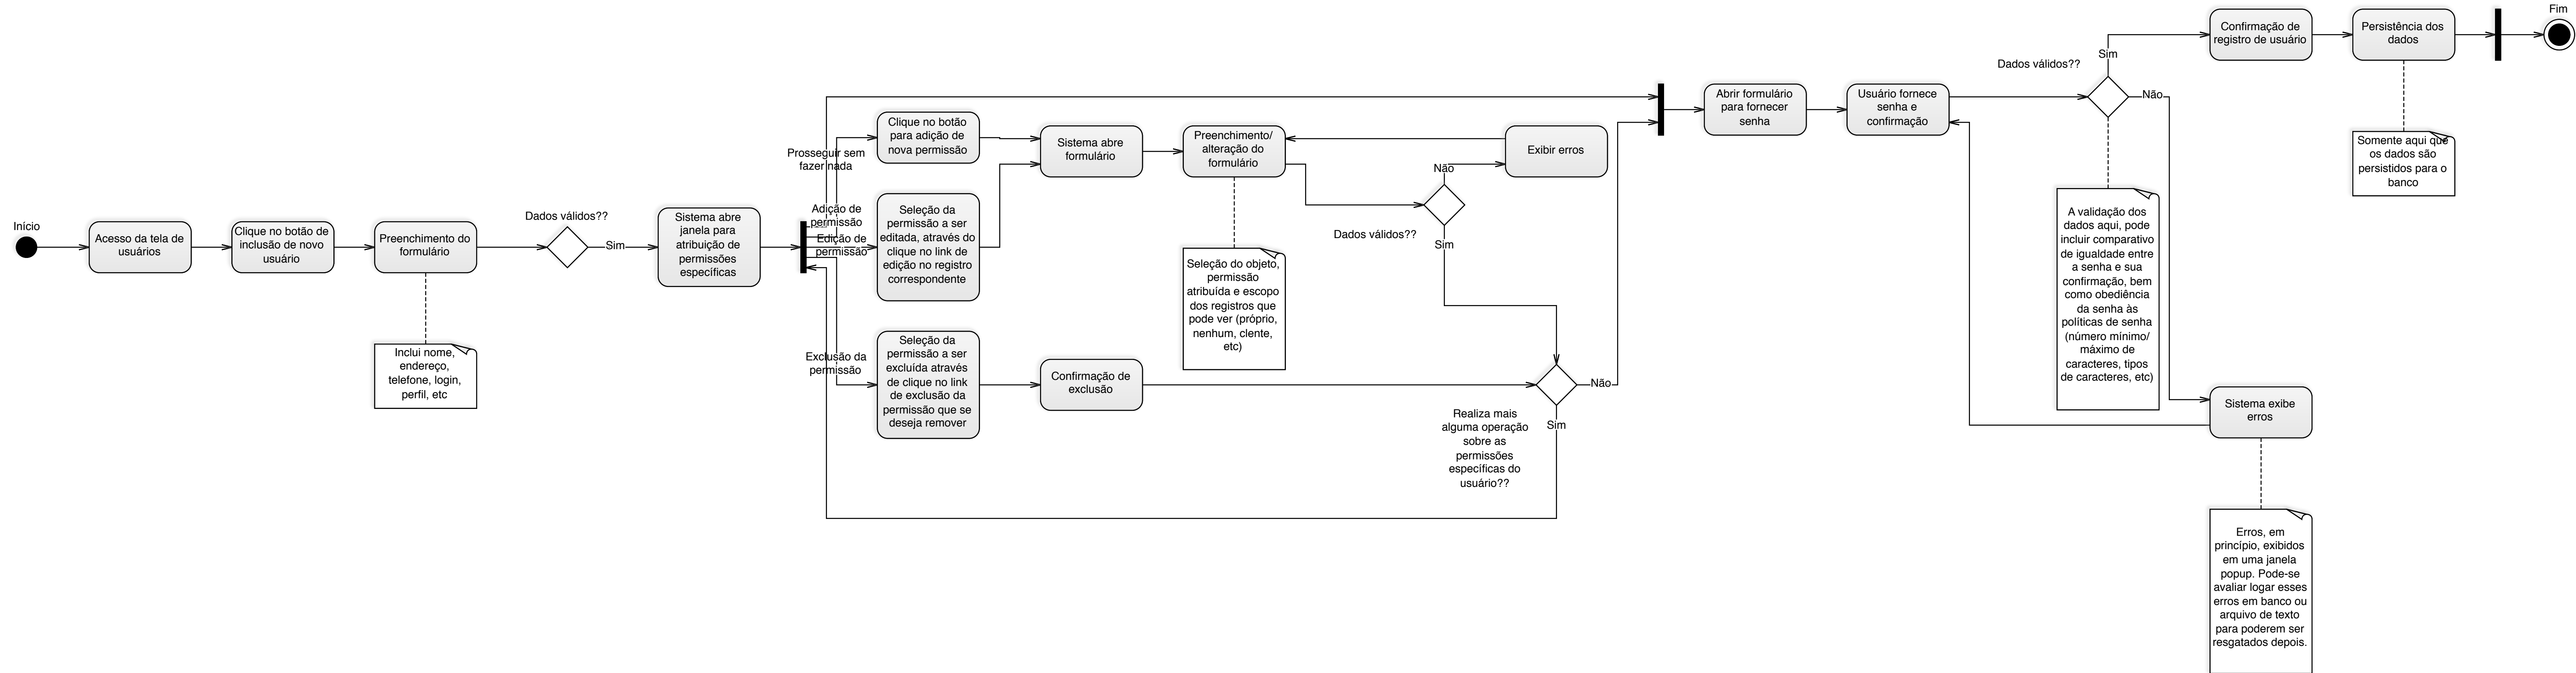 Início
Acesso da tela de
usuários
Clique no botão de
inclusão de novo
usuário
Preenchimento do
formulário
Inclui nome,
endereço,
telefone, login,
perfil, etc
Dados válidos??
Sim
Sistema abre
janela para
atribuição de
permissões
específicas
Prosseguir sem
fazer nada
Adição de
permissão
Edição de
permissão
Exclusão da
permissão
Clique no botão
para adição de
nova permissão
Seleção da
permissão a ser
editada, através do
clique no link de
edição no registro
correspondente
Seleção da
permissão a ser
excluída através
de clique no link
de exclusão da
permissão que se
deseja remover
Sistema abre
formulário
Confirmação de
exclusão
Preenchimento/
alteração do
formulário
Seleção do objeto,
permissão
atribuída e escopo
dos registros que
pode ver (próprio,
nenhum, clente,
etc)
Dados válidos??
Não
Sim
Exibir erros
Realiza mais
alguma operação
sobre as
permissões
específicas do
usuário??
Sim
Não
Abrir formulário
para fornecer
senha
Usuário fornece
senha e
confirmação
Dados válidos??
Sim
Não
A validação dos
dados aqui, pode
incluir comparativo
de igualdade entre
a senha e sua
confirmação, bem
como obediência
da senha às
políticas de senha
(número mínimo/
máximo de
caracteres, tipos
de caracteres, etc)
Confirmação de
registro de usuário
Persistência dos
dados
Somente aqui que
os dados são
persistidos para o
banco
Fim
Sistema exibe
erros
Erros, em
princípio, exibidos
em uma janela
popup. Pode-se
avaliar logar esses
erros em banco ou
arquivo de texto
para poderem ser
resgatados depois.